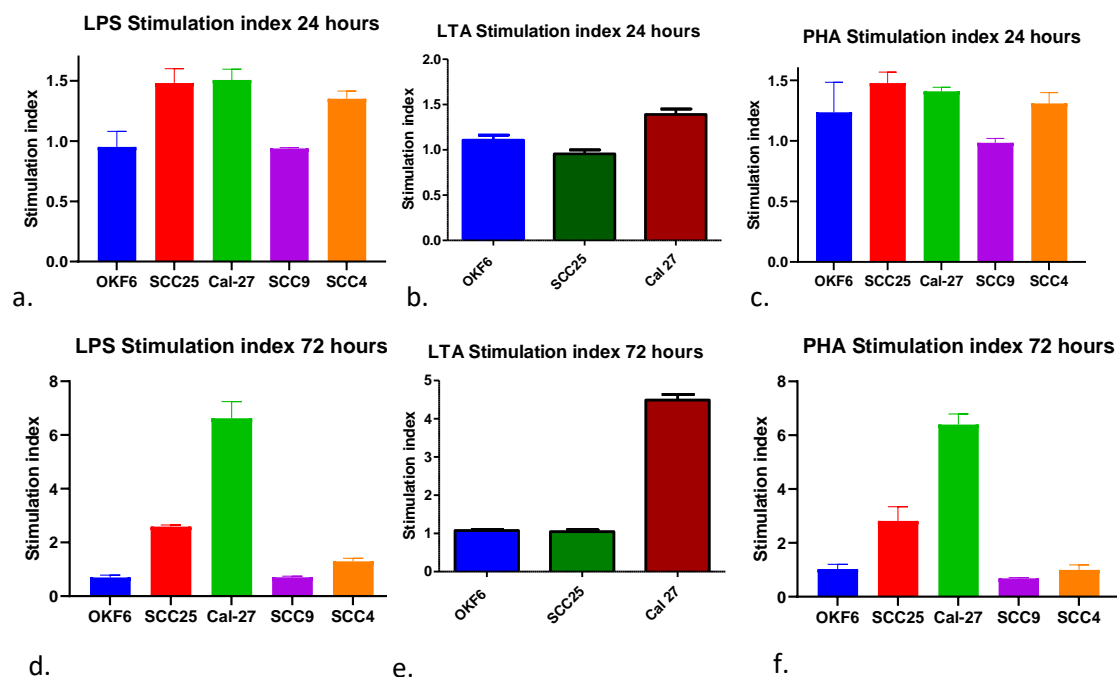 LPS Stimulation index 24 hours
Stimulation index
1.5
1.0
0.5
0.0
OKF6 SCC25 Cal-27 SCC9 SCC4
a.
LTA Stimulation index 24 hours
Stimulation index
2.0
1.5
1.0
0.5
0.0
OKF6 SCC25 Cal 27
b.
PHA Stimulation index 24 hours
Stimulation index
1.5
1.0
0.5
0.0
OKF6 SCC25 Cal-27 SCC9 SCC4
c.
LPS Stimulation index 72 hours
Stimulation index
8
6
4
2
0
OKF6 SCC25 Cal-27 SCC9 SCC4
d.
LTA Stimulation index 72 hours
Stimulation index
5
4
3
2
1
0
OKF6 SCC25 Cal 27
e.
PHA Stimulation index 72 hours
Stimulation index
8
6
4
2
0
OKF6 SCC25 Cal-27 SCC9 SCC4
f.